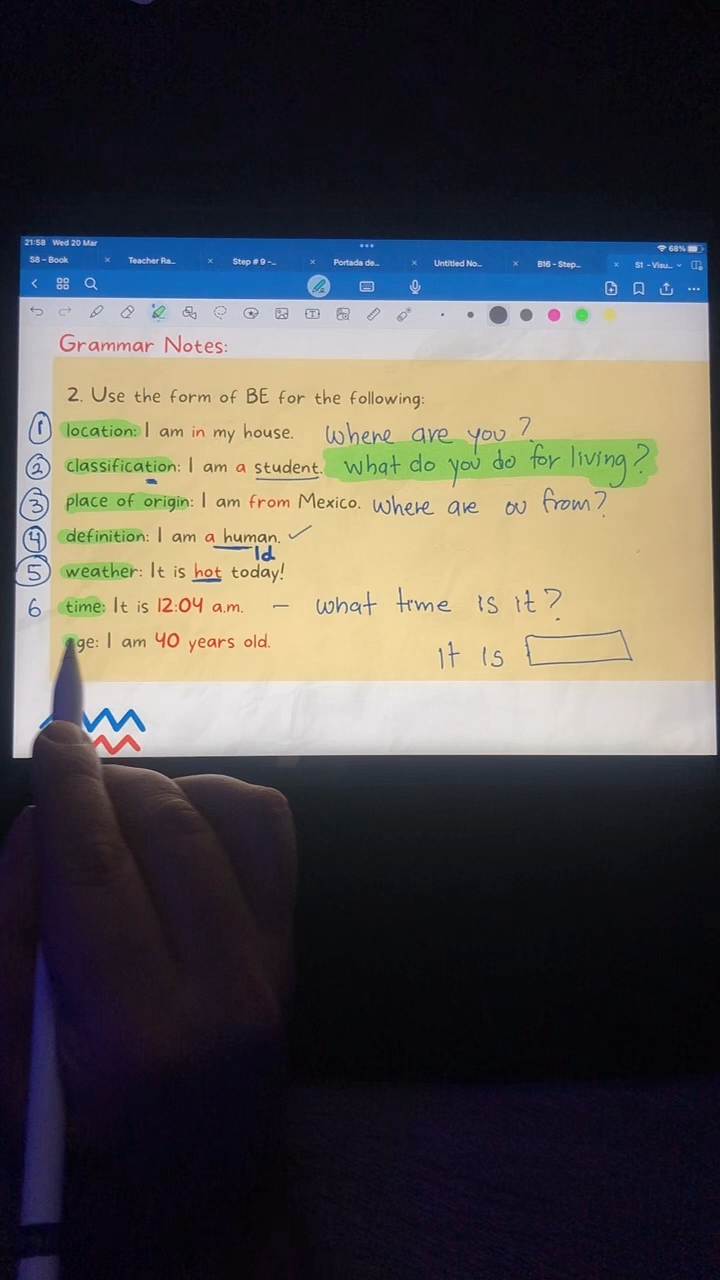 21:58 Wed 20 Mar
68%
S8 - Book × Teacher Ra... × Step # 9 -... × Portada de... × Untitled No... × B16 - Step... × S1 - Visu...
Grammar Notes:
2. Use the form of BE for the following:
1 location: I am in my house. Where are you?
2 classification: I am a student. What do you do for living?
3 place of origin: I am from Mexico. Where are ou from?
4 definition: I am a human. ✓
Id
5 weather: It is hot today!
6 time: It is 12:04 a.m. — what time is it?
age: I am 40 years old. It is